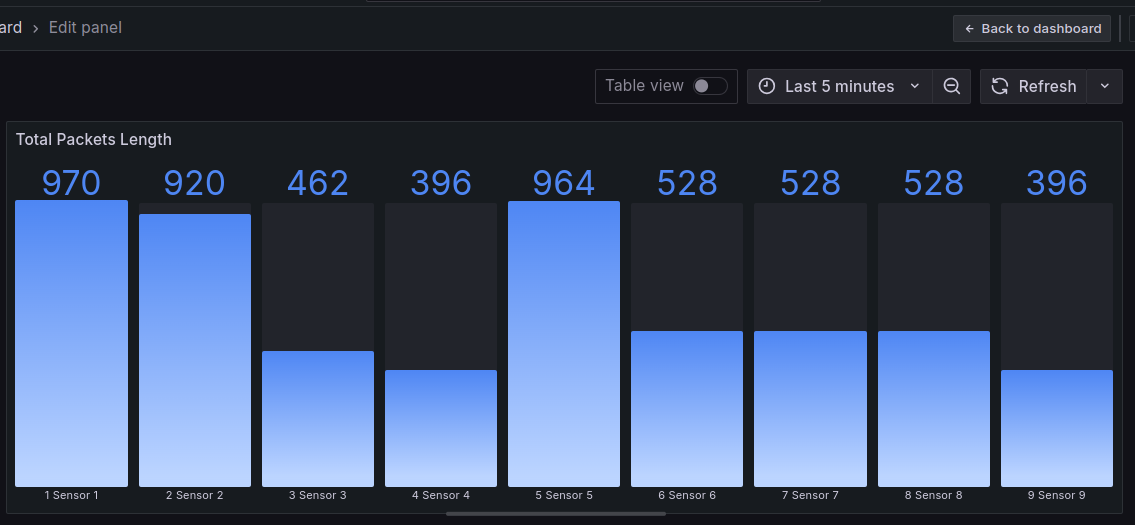 ard › Edit panel
Back to dashboard
Table view
Last 5 minutes
Refresh
Total Packets Length
970 920 462 396 964 528 528 528 396
1 Sensor 1 2 Sensor 2 3 Sensor 3 4 Sensor 4 5 Sensor 5 6 Sensor 6 7 Sensor 7 8 Sensor 8 9 Sensor 9